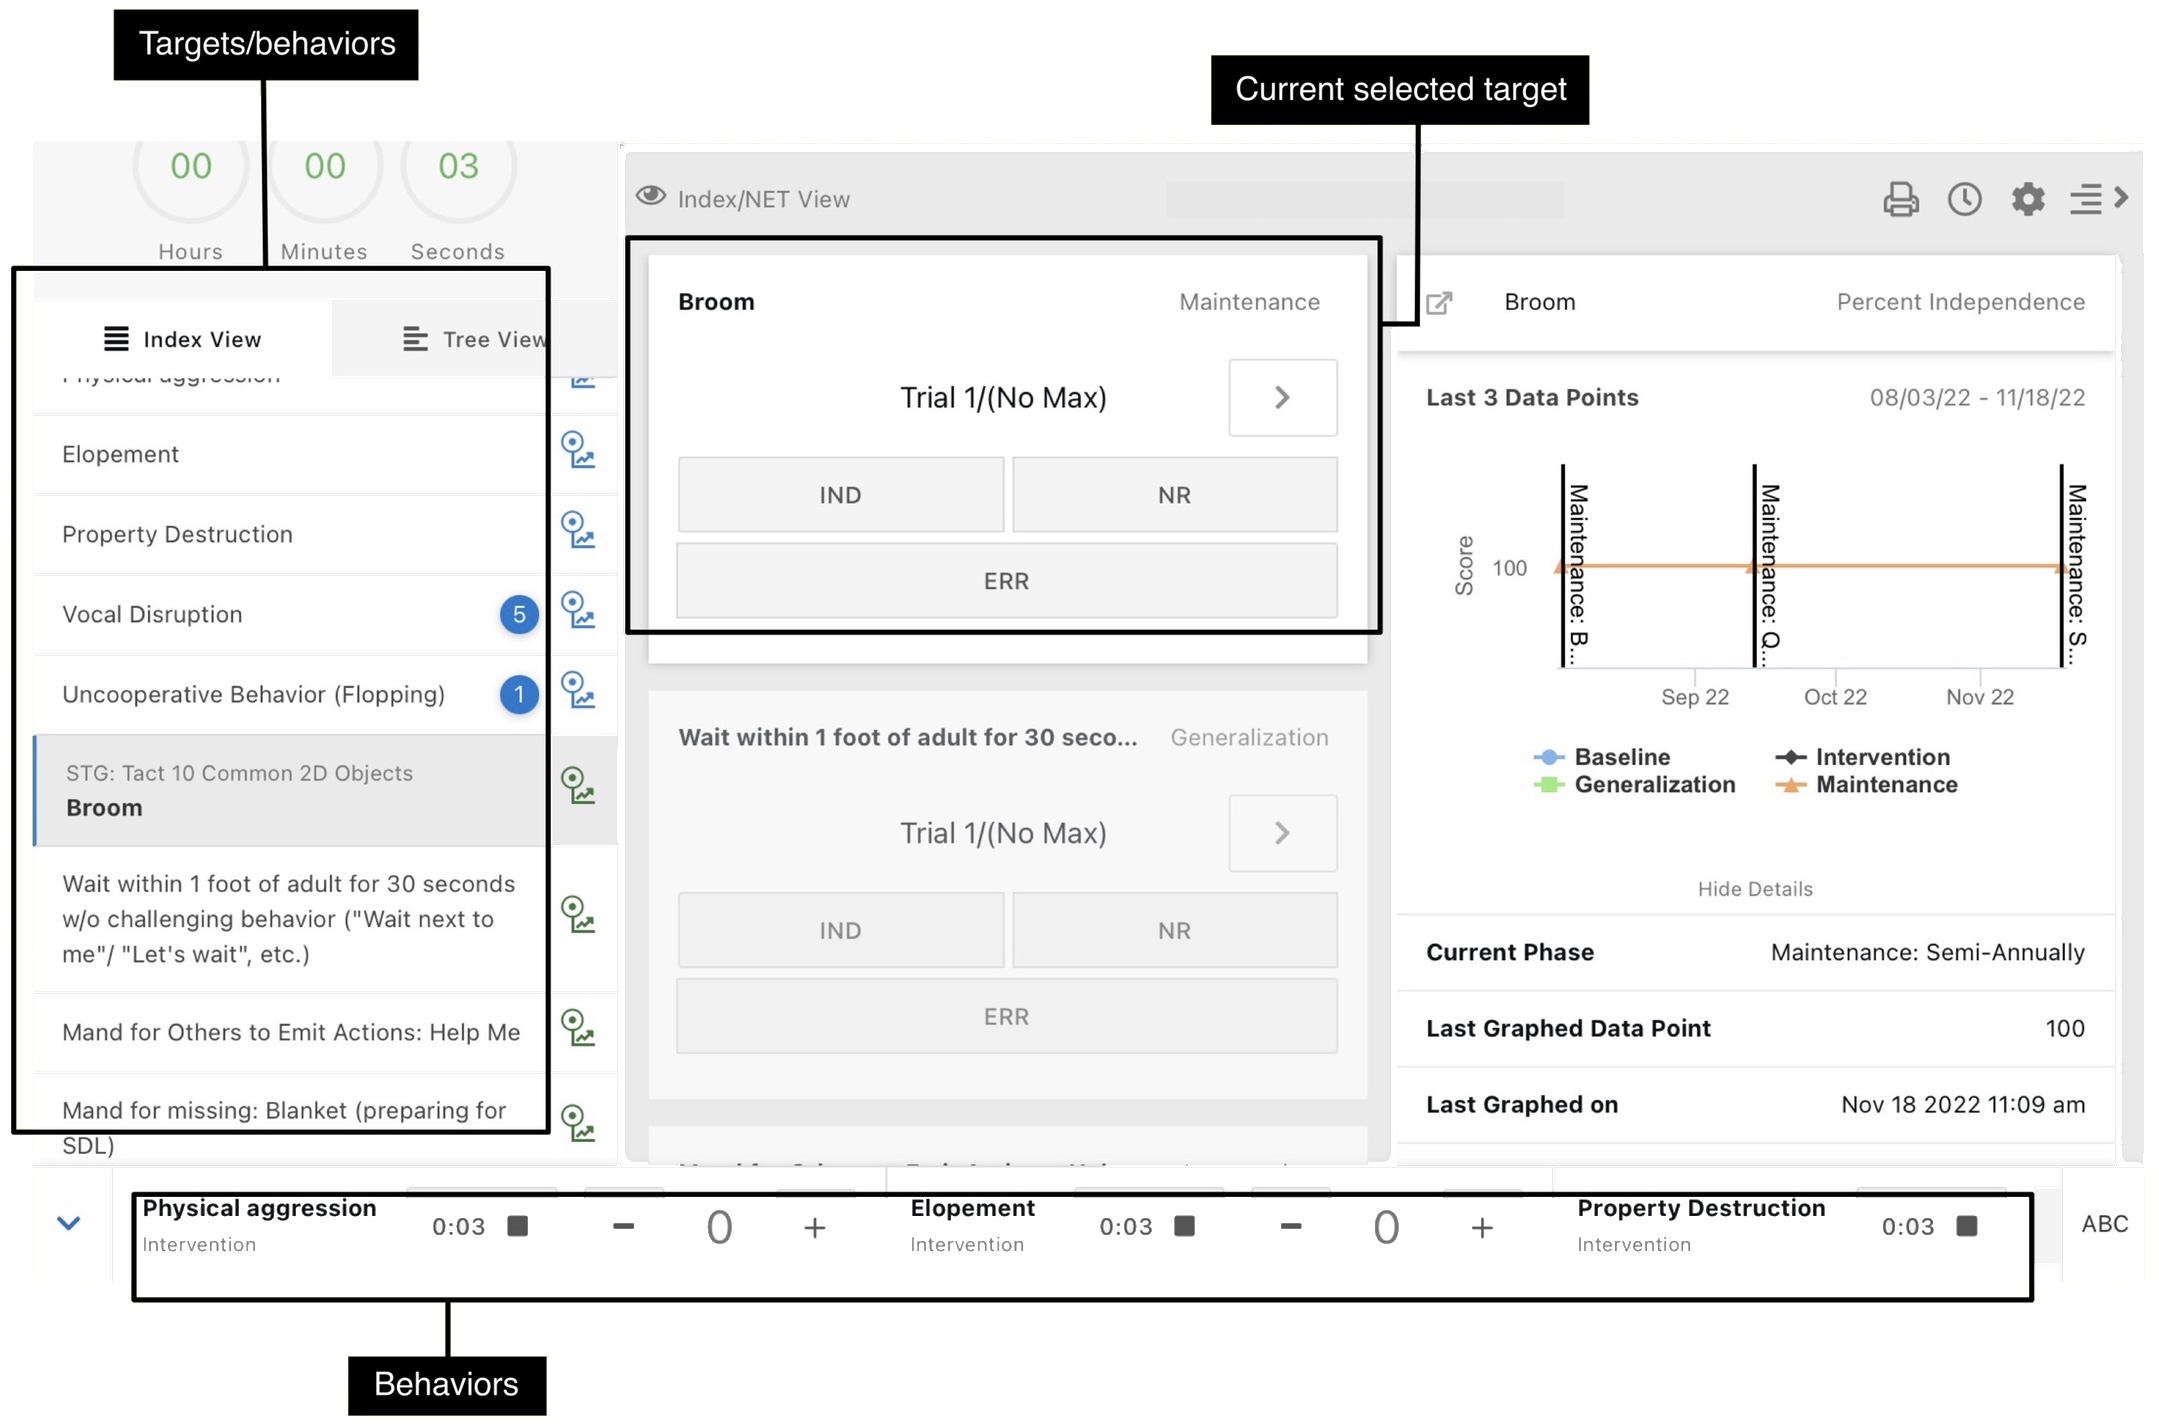 Targets/behaviors
Current selected target
00 00 03
Hours Minutes Seconds
Index View
Tree View
Physical aggression
Elopement
Property Destruction
Vocal Disruption 5
Uncooperative Behavior (Flopping) 1
STG: Tact 10 Common 2D Objects
Broom
Wait within 1 foot of adult for 30 seconds
w/o challenging behavior ("Wait next to
me"/ "Let's wait", etc.)
Mand for Others to Emit Actions: Help Me
Mand for missing: Blanket (preparing for
SDL)
Index/NET View
Broom Maintenance
Trial 1/(No Max)
IND NR
ERR
Wait within 1 foot of adult for 30 seco... Generalization
Trial 1/(No Max)
IND NR
ERR
Broom Percent Independence
Last 3 Data Points 08/03/22 - 11/18/22
Score
100
Maintenance: B...
Maintenance: Q...
Maintenance: S...
Sep 22 Oct 22 Nov 22
Baseline Intervention
Generalization Maintenance
Hide Details
Current Phase Maintenance: Semi-Annually
Last Graphed Data Point 100
Last Graphed on Nov 18 2022 11:09 am
Physical aggression
Intervention
0:03 − 0 +
Elopement
Intervention
0:03 − 0 +
Property Destruction
Intervention
0:03
ABC
Behaviors